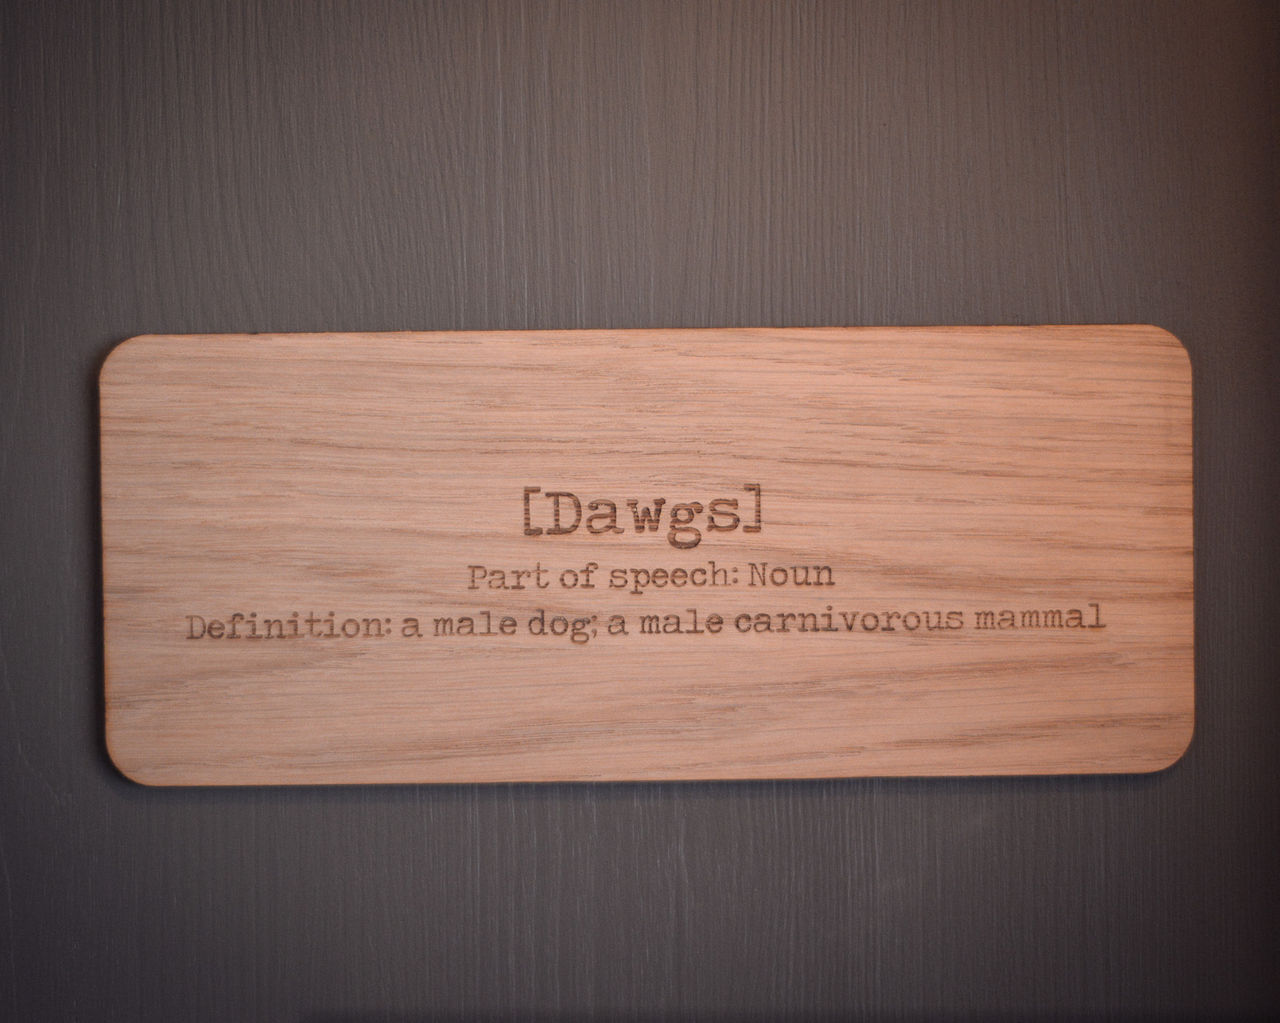 [Dawgs]
Part of speech: Noun
Definition: a male dog; a male carnivorous mammal